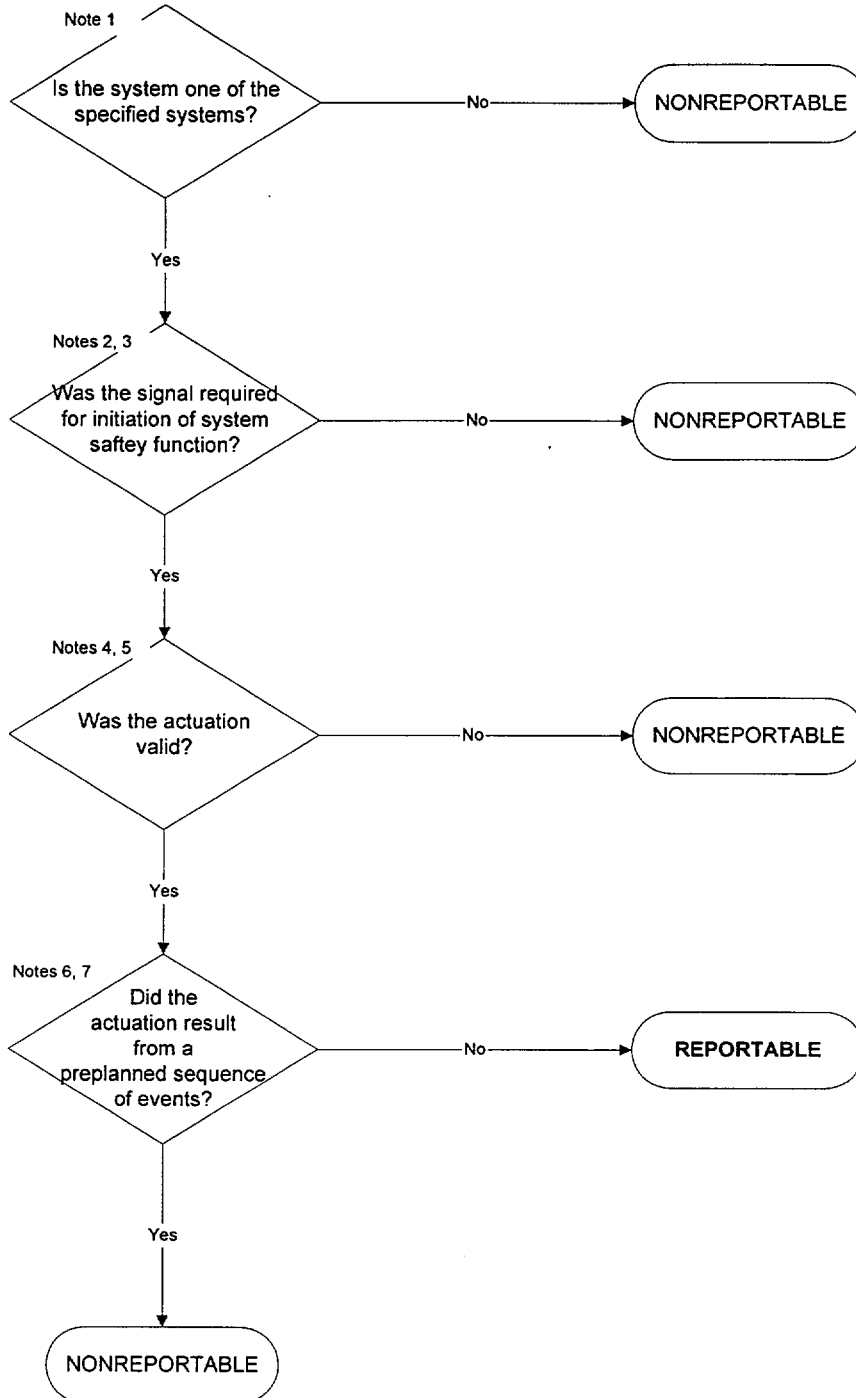 Note 1
Is the system one of the
specified systems?
No
NONREPORTABLE
Yes
Notes 2, 3
Was the signal required
for initiation of system
saftey function?
No
NONREPORTABLE
Yes
Notes 4, 5
Was the actuation
valid?
No
NONREPORTABLE
Yes
Notes 6, 7
Did the
actuation result
from a
preplanned sequence
of events?
No
REPORTABLE
Yes
NONREPORTABLE